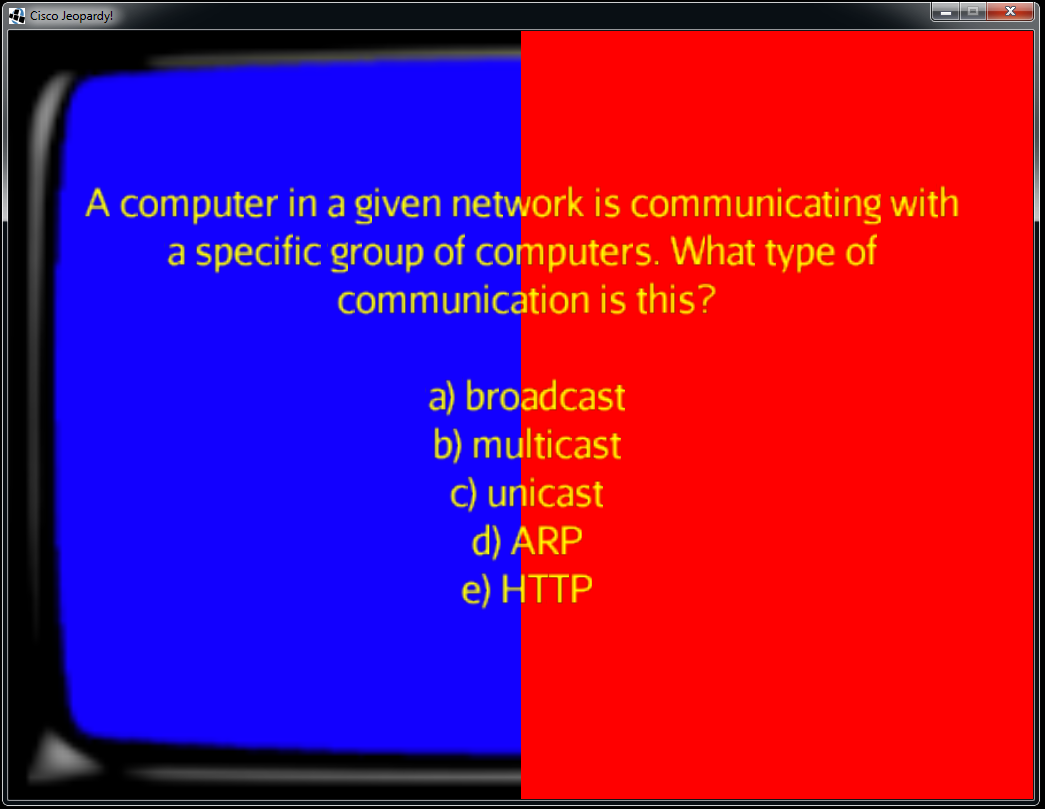 Cisco Jeopardy!
A computer in a given network is communicating with
a specific group of computers. What type of
communication is this?
a) broadcast
b) multicast
c) unicast
d) ARP
e) HTTP